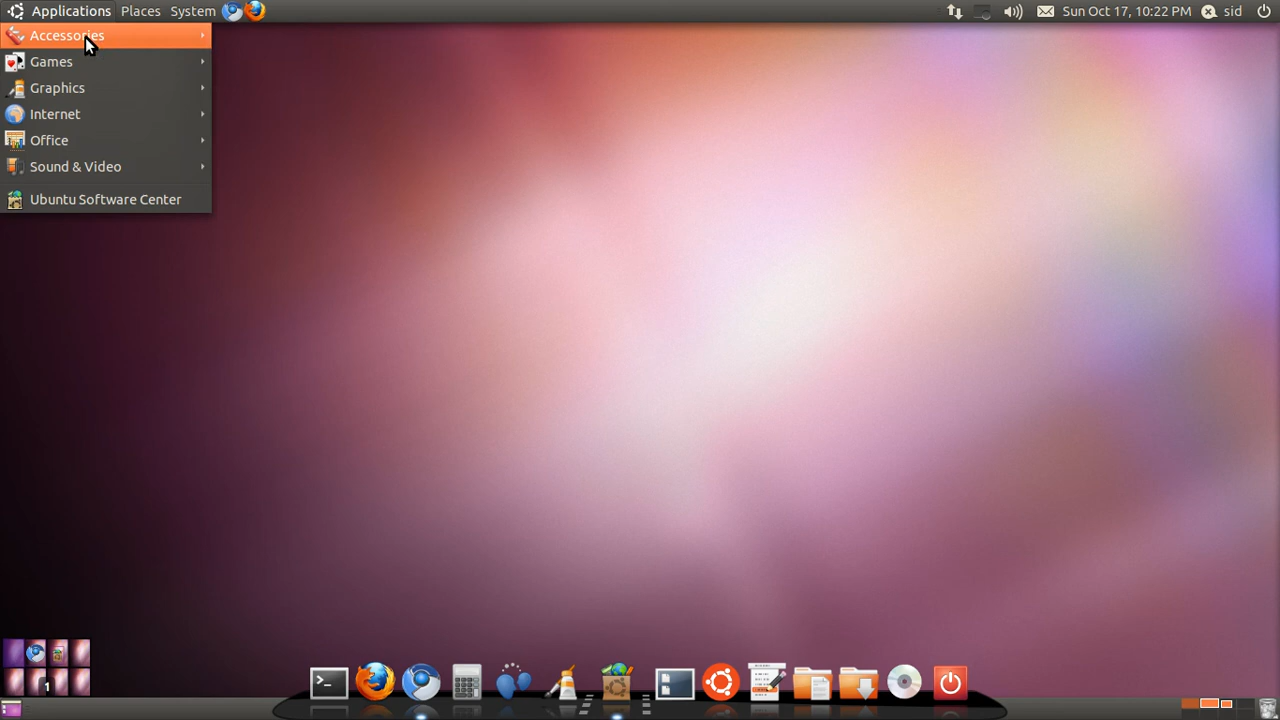 Applications Places System Sun Oct 17, 10:22 PM sid
Accessories
Games
Graphics
Internet
Office
Sound & Video
Ubuntu Software Center
1
>_